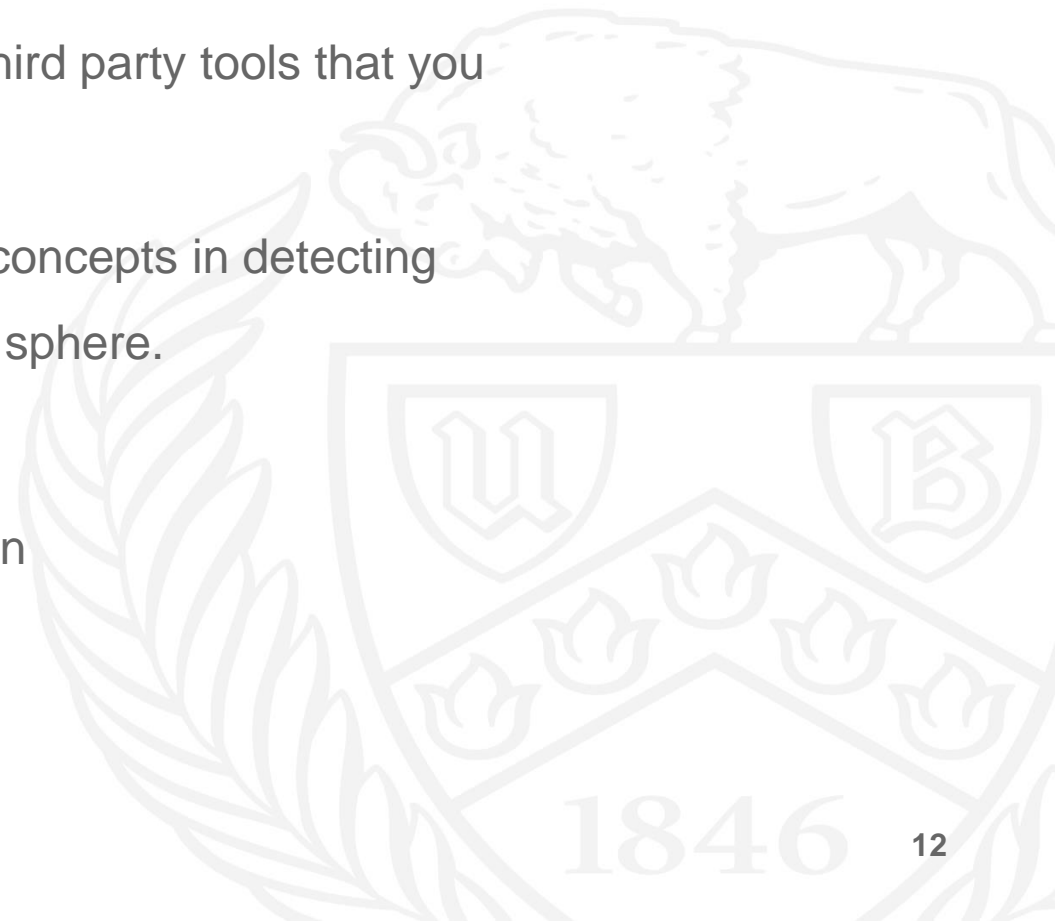 hird party tools that you
concepts in detecting
sphere.
n
U B
1846
12